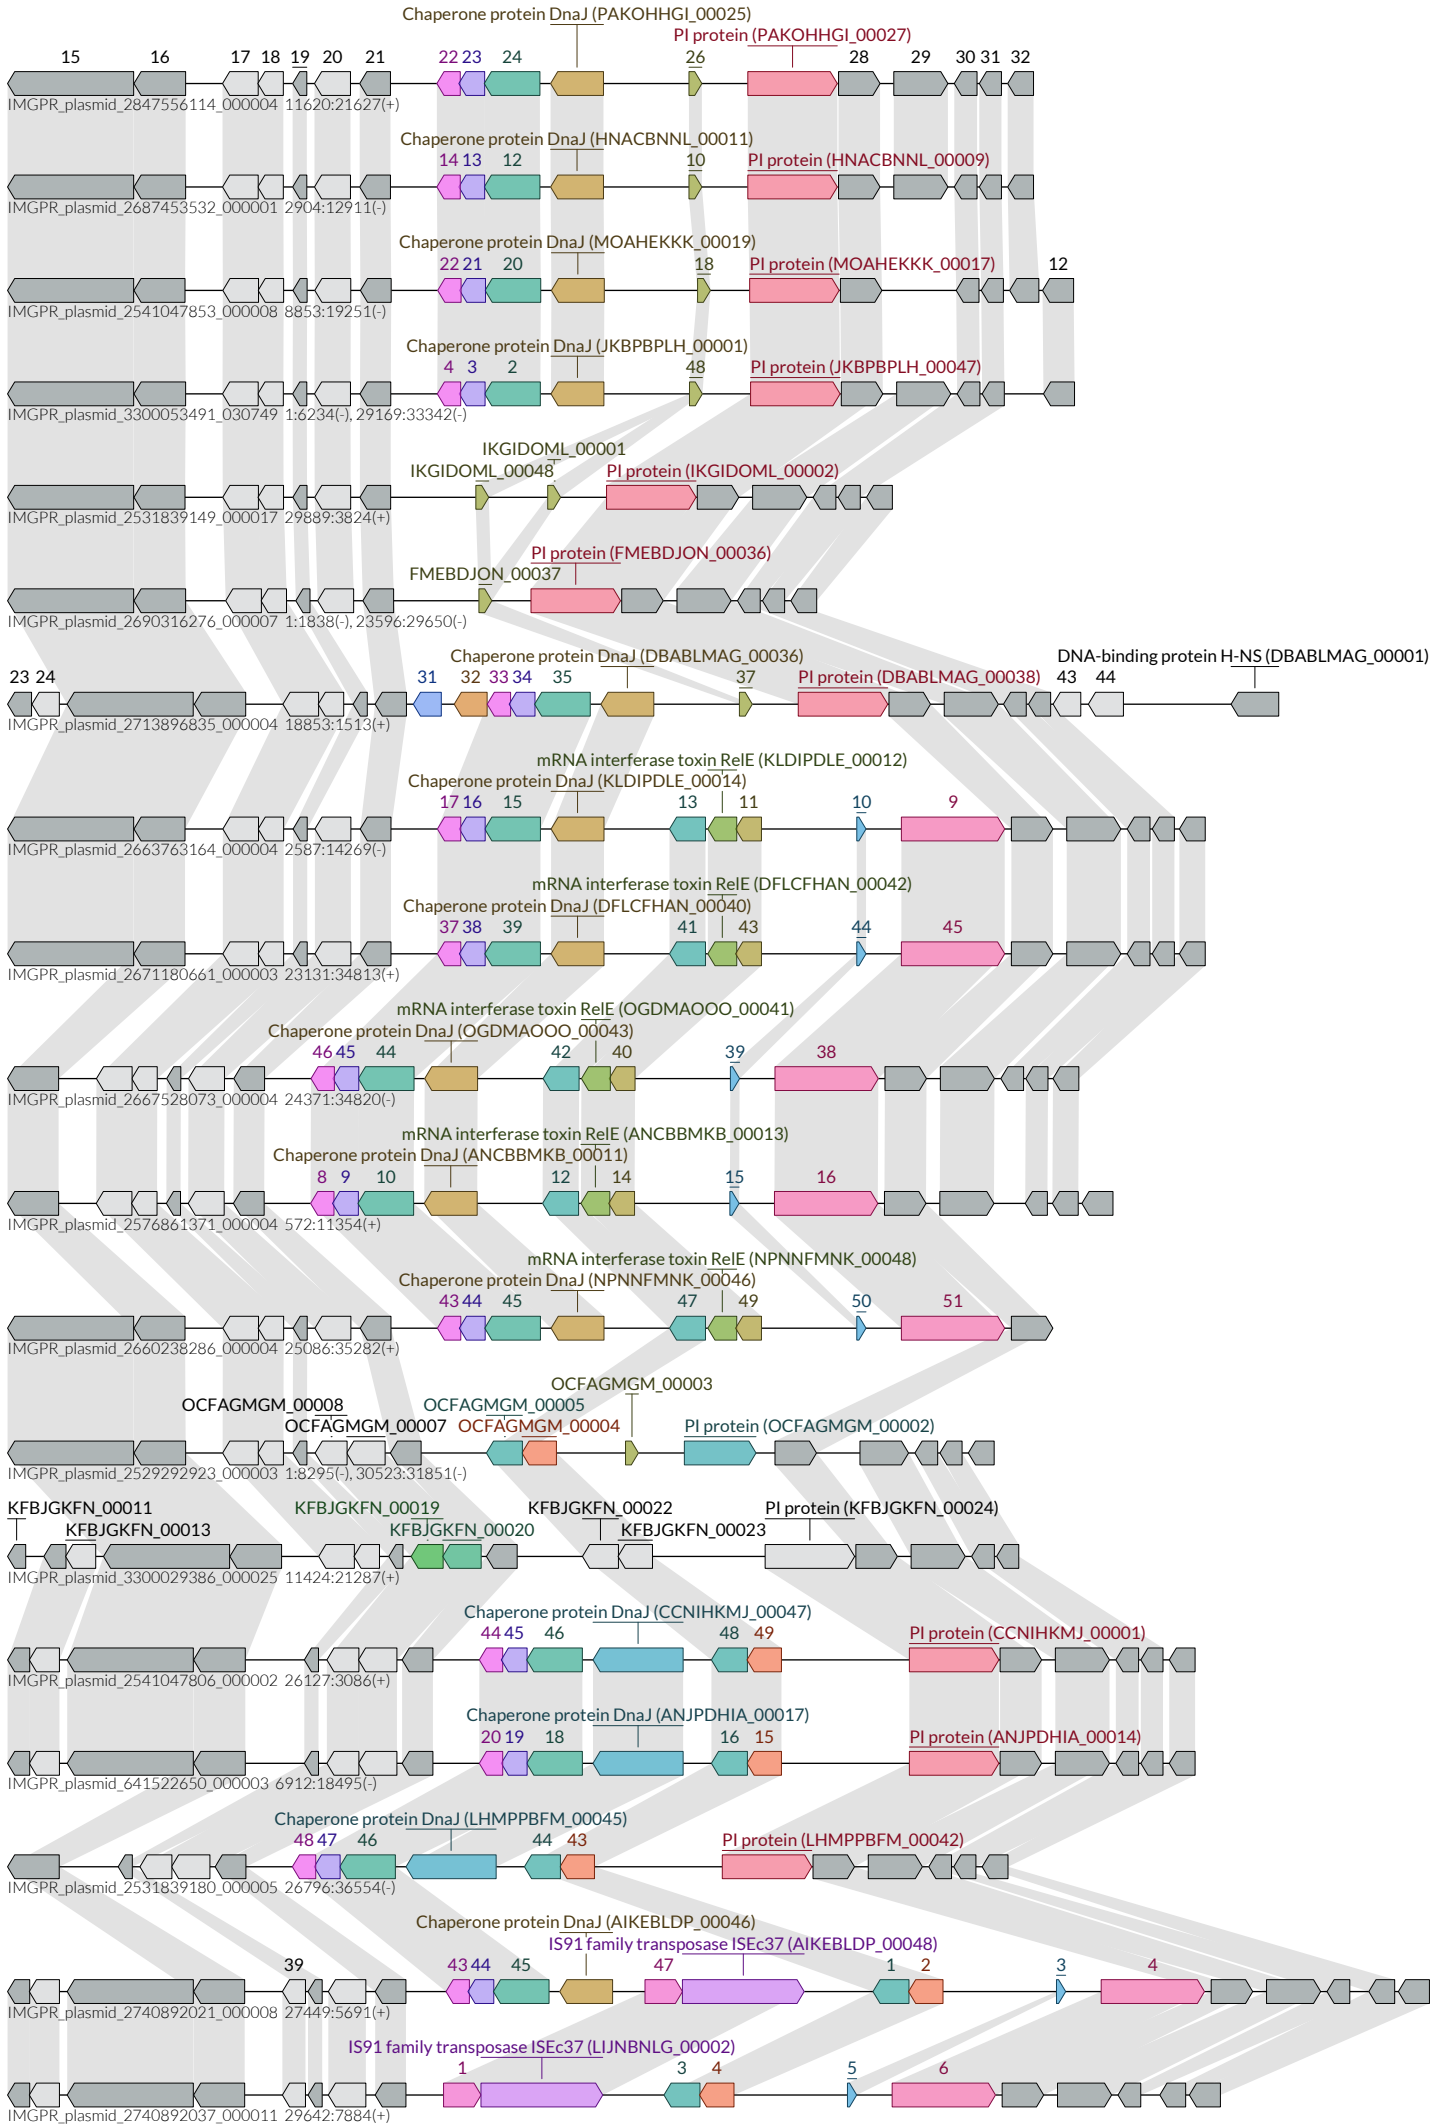 Chaperone protein DnaJ (PAKOHHGI_00025)
PI protein (PAKOHHGI_00027)
15 16 17 18 19 20 21 22 23 24 26 28 29 30 31 32
IMGPR_plasmid_2847556114_000004 11620:21627(+)
Chaperone protein DnaJ (HNACBNNL_00011)
14 13 12 10 PI protein (HNACBNNL_00009)
IMGPR_plasmid_2687453532_000001 2904:12911(-)
Chaperone protein DnaJ (MOAHEKKK_00019)
22 21 20 18 PI protein (MOAHEKKK_00017) 12
IMGPR_plasmid_2541047853_000008 8853:19251(-)
Chaperone protein DnaJ (JKBPBPLH_00001)
4 3 2 48 PI protein (JKBPBPLH_00047)
IMGPR_plasmid_3300053491_030749 1:6234(-), 29169:33342(-)
IKGIDOML_00001
IKGIDOML_00048 PI protein (IKGIDOML_00002)
IMGPR_plasmid_2531839149_000017 29889:3824(+)
PI protein (FMEBDJON_00036)
FMEBDJON_00037
IMGPR_plasmid_2690316276_000007 1:1838(-), 23596:29650(-)
Chaperone protein DnaJ (DBABLMAG_00036) DNA-binding protein H-NS (DBABLMAG_00001)
23 24 31 32 33 34 35 37 PI protein (DBABLMAG_00038) 43 44
IMGPR_plasmid_2713896835_000004 18853:1513(+)
mRNA interferase toxin RelE (KLDIPDLE_00012)
Chaperone protein DnaJ (KLDIPDLE_00014)
17 16 15 13 11 10 9
IMGPR_plasmid_2663763164_000004 2587:14269(-)
mRNA interferase toxin RelE (DFLCFHAN_00042)
Chaperone protein DnaJ (DFLCFHAN_00040)
37 38 39 41 43 44 45
IMGPR_plasmid_2671180661_000003 23131:34813(+)
mRNA interferase toxin RelE (OGDMAOOO_00041)
Chaperone protein DnaJ (OGDMAOOO_00043)
46 45 44 42 40 39 38
IMGPR_plasmid_2667528073_000004 24371:34820(-)
mRNA interferase toxin RelE (ANCBBMKB_00013)
Chaperone protein DnaJ (ANCBBMKB_00011)
8 9 10 12 14 15 16
IMGPR_plasmid_2576861371_000004 572:11354(+)
mRNA interferase toxin RelE (NPNNFMNK_00048)
Chaperone protein DnaJ (NPNNFMNK_00046)
43 44 45 47 49 50 51
IMGPR_plasmid_2660238286_000004 25086:35282(+)
OCFAGMGM_00003
OCFAGMGM_00008 OCFAGMGM_00005
OCFAGMGM_00007 OCFAGMGM_00004 PI protein (OCFAGMGM_00002)
IMGPR_plasmid_2529292923_000003 1:8295(-), 30523:31851(-)
KFBJGKFN_00011 KFBJGKFN_00019 KFBJGKFN_00022 PI protein (KFBJGKFN_00024)
KFBJGKFN_00013 KFBJGKFN_00020 KFBJGKFN_00023
IMGPR_plasmid_3300029386_000025 11424:21287(+)
Chaperone protein DnaJ (CCNIHKMJ_00047)
44 45 46 48 49 PI protein (CCNIHKMJ_00001)
IMGPR_plasmid_2541047806_000002 26127:3086(+)
Chaperone protein DnaJ (ANJPDHIA_00017)
20 19 18 16 15 PI protein (ANJPDHIA_00014)
IMGPR_plasmid_641522650_000003 6912:18495(-)
Chaperone protein DnaJ (LHMPPBFM_00045)
48 47 46 44 43 PI protein (LHMPPBFM_00042)
IMGPR_plasmid_2531839180_000005 26796:36554(-)
Chaperone protein DnaJ (AIKEBLDP_00046)
IS91 family transposase ISEc37 (AIKEBLDP_00048)
39 43 44 45 47 1 2 3 4
IMGPR_plasmid_2740892021_000008 27449:5691(+)
IS91 family transposase ISEc37 (LIJNBNLG_00002)
1 3 4 5 6
IMGPR_plasmid_2740892037_000011 29642:7884(+)